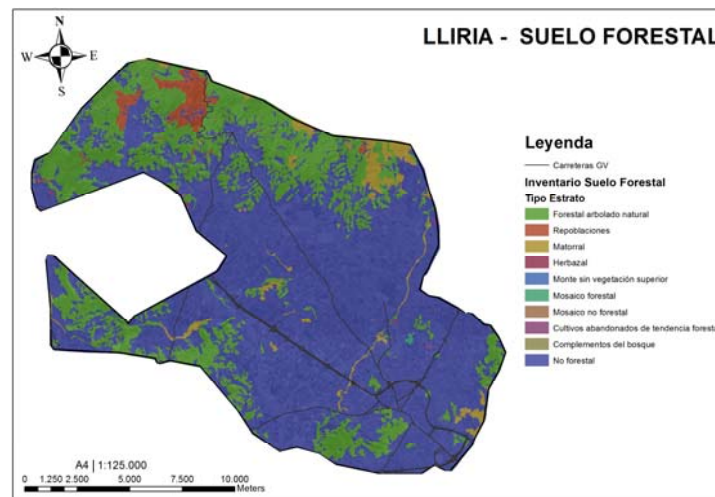 LLIRIA - SUELO FORESTAL
N
W E
S
Leyenda
Carreteras GV
Inventario Suelo Forestal
Tipo Estrato
Forestal arbolado natural
Repoblaciones
Matorral
Herbazal
Monte sin vegetación superior
Mosaico forestal
Mosaico no forestal
Cultivos abandonados de tendencia foresta
Complementos del bosque
No forestal
A4 | 1:125.000
0 1.250 2.500 5.000 7.500 10.000
Meters